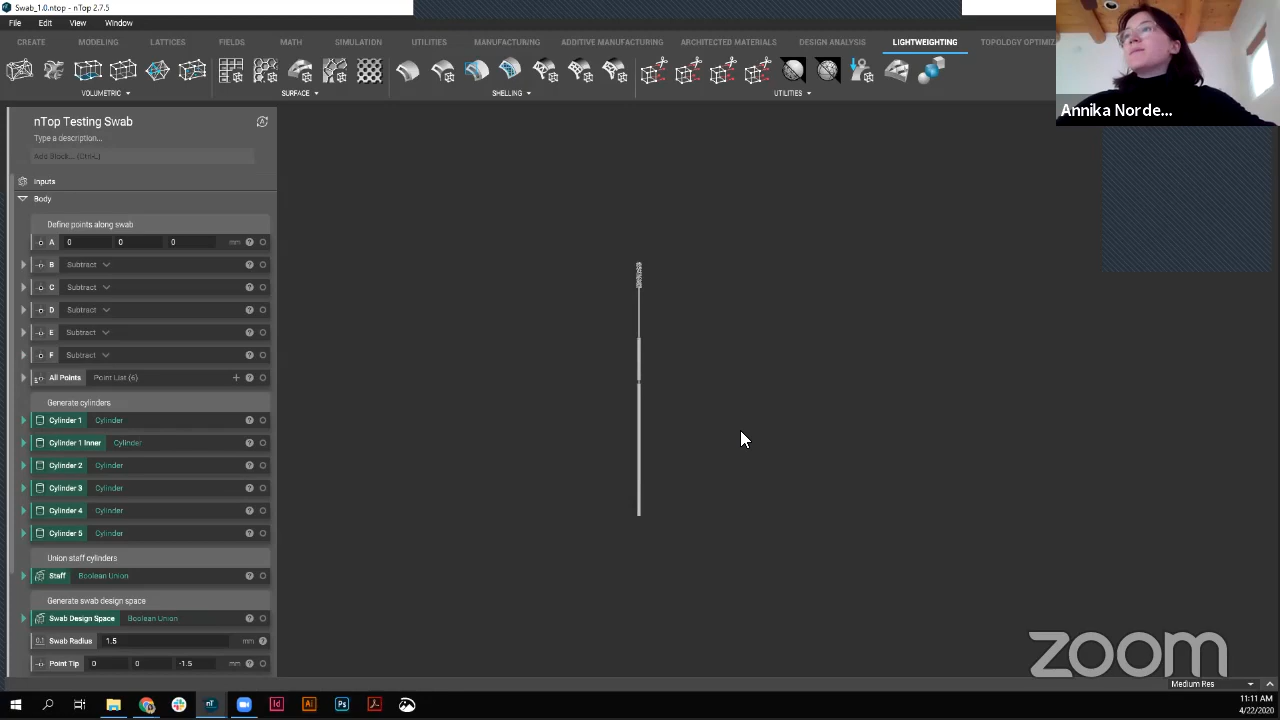 Swab_1.0.ntop - nTop 2.7.5
File Edit View Window
CREATE MODELING LATTICES FIELDS MATH SIMULATION UTILITIES MANUFACTURING ADDITIVE MANUFACTURING ARCHITECTED MATERIALS DESIGN ANALYSIS LIGHTWEIGHTING TOPOLOGY OPTIMIZ
VOLUMETRIC SURFACE SHELLING UTILITIES
Annika Norde...
nTop Testing Swab
Type a description...
Add Block... (Ctrl+L)
Inputs
Body
Define points along swab
A 0 0 0 mm
B Subtract
C Subtract
D Subtract
E Subtract
F Subtract
All Points Point List (6)
Generate cylinders
Cylinder 1 Cylinder
Cylinder 1 Inner Cylinder
Cylinder 2 Cylinder
Cylinder 3 Cylinder
Cylinder 4 Cylinder
Cylinder 5 Cylinder
Union staff cylinders
Staff Boolean Union
Generate swab design space
Swab Design Space Boolean Union
Swab Radius 1.5 mm
Point Tip 0 0 -1.5 mm
zoom
Medium Res
11:11 AM
4/22/2020